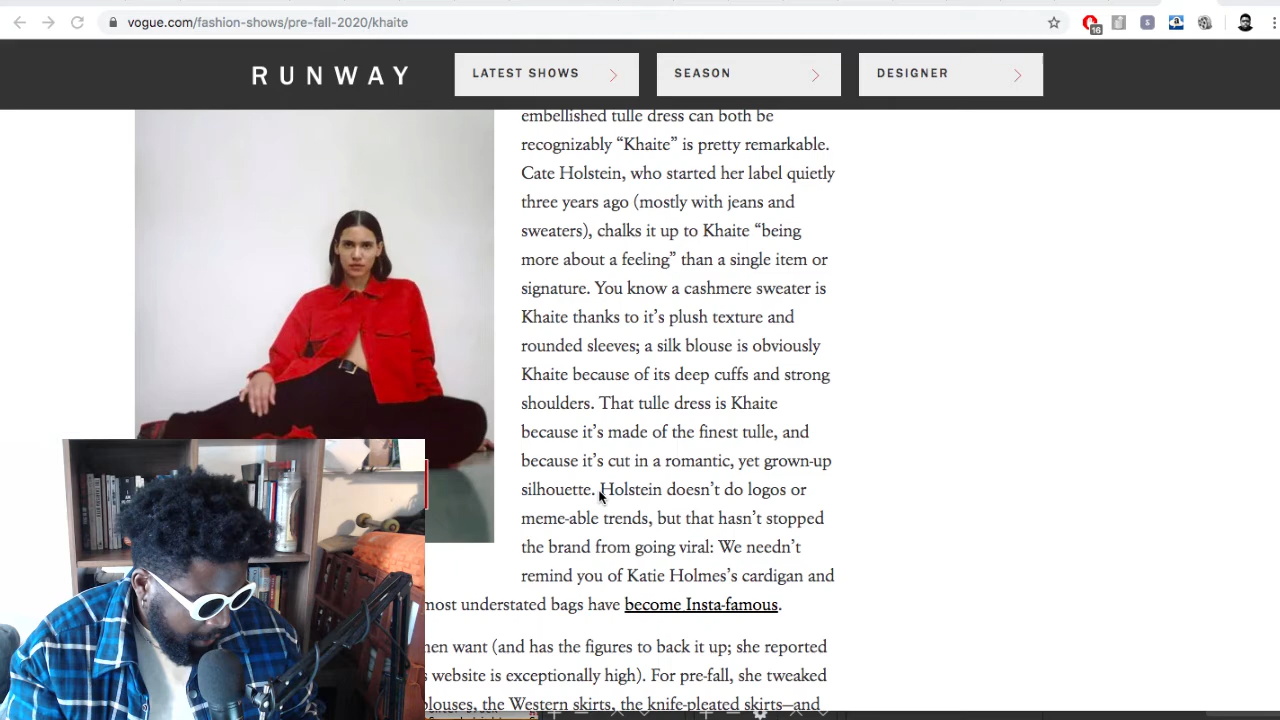 vogue.com/fashion-shows/pre-fall-2020/khaite
16
RUNWAY
LATEST SHOWS
SEASON
DESIGNER
embellished tulle dress can both be
recognizably “Khaite” is pretty remarkable.
Cate Holstein, who started her label quietly
three years ago (mostly with jeans and
sweaters), chalks it up to Khaite “being
more about a feeling” than a single item or
signature. You know a cashmere sweater is
Khaite thanks to it’s plush texture and
rounded sleeves; a silk blouse is obviously
Khaite because of its deep cuffs and strong
shoulders. That tulle dress is Khaite
because it’s made of the finest tulle, and
because it’s cut in a romantic, yet grown-up
silhouette. Holstein doesn’t do logos or
meme-able trends, but that hasn’t stopped
the brand from going viral: We needn’t
remind you of Katie Holmes’s cardigan and
most understated bags have become Insta-famous.
men want (and has the figures to back it up; she reported
website is exceptionally high). For pre-fall, she tweaked
blouses, the Western skirts, the knife-pleated skirts—and